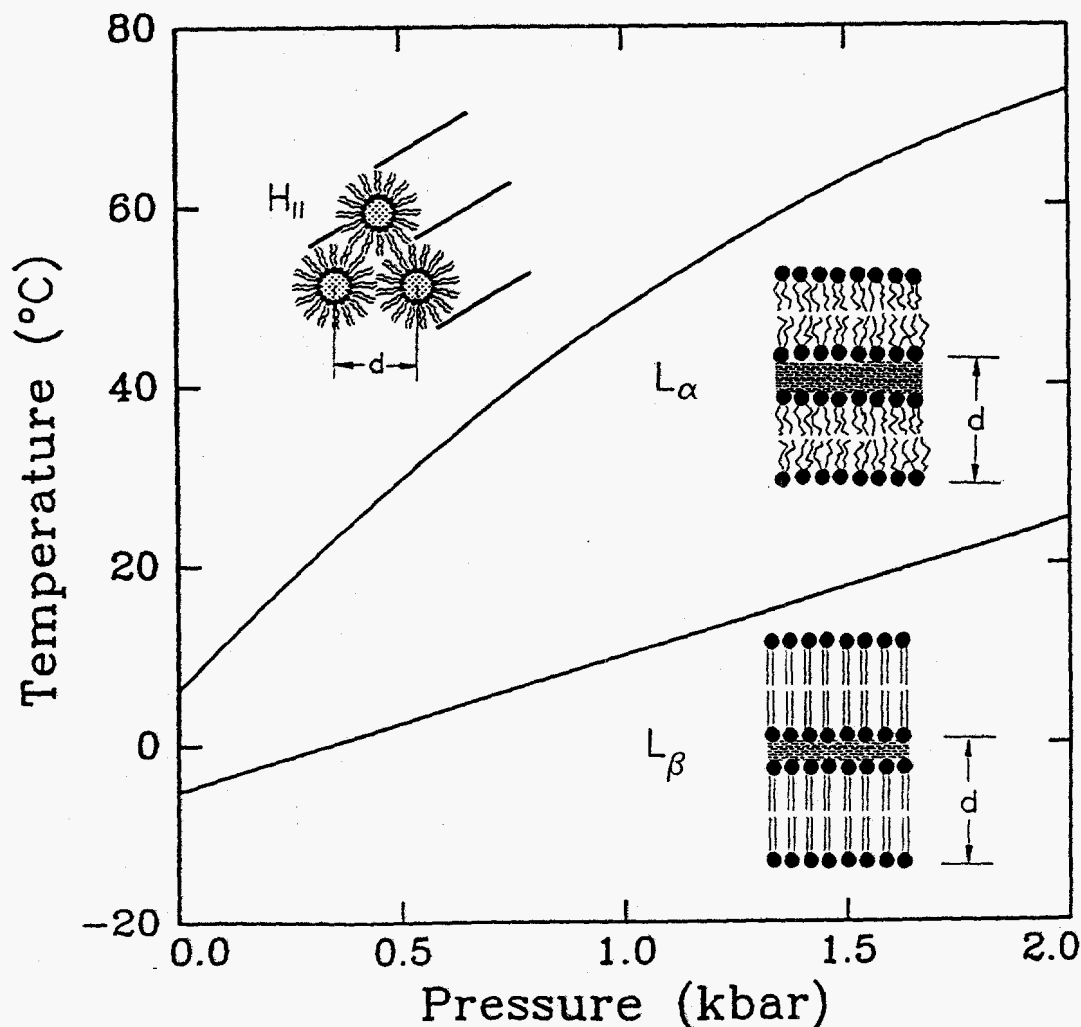 80
60
40
20
0
−20
Temperature (°C)
H_II
d
L_α
d
L_β
d
0.0 0.5 1.0 1.5 2.0
Pressure (kbar)